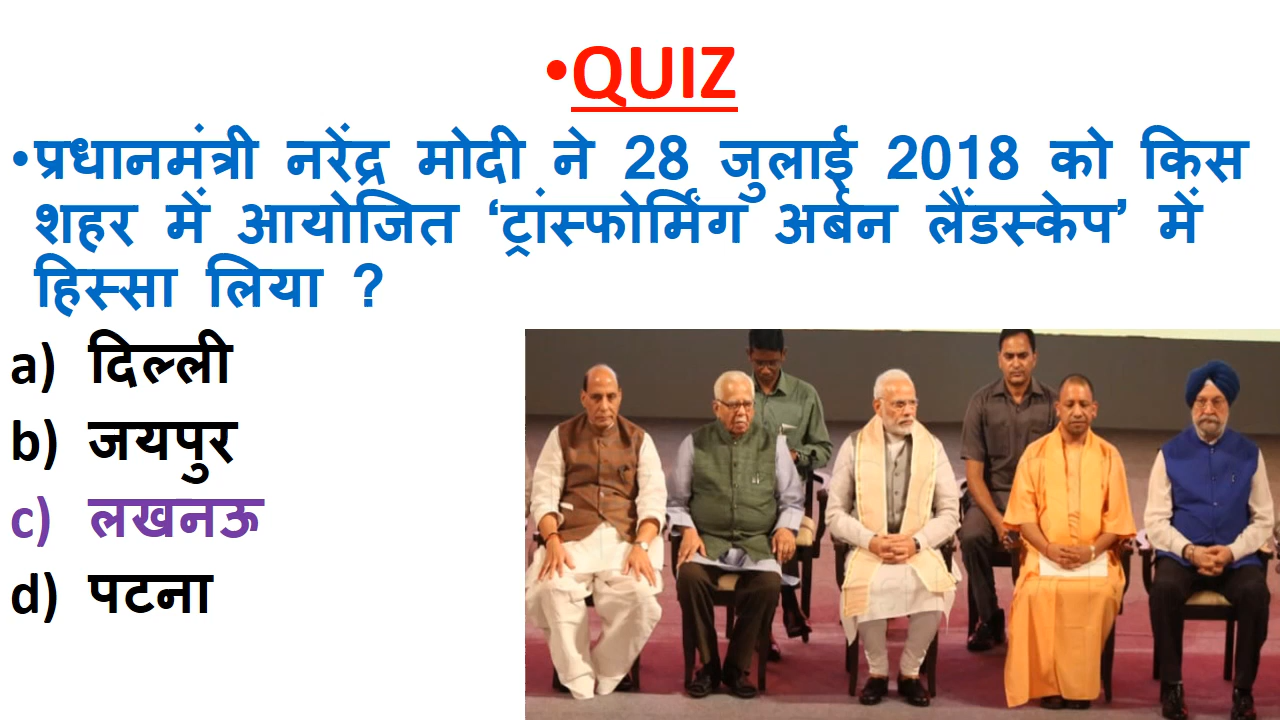 •QUIZ
•प्रधानमंत्री नरेंद्र मोदी ने 28 जुलाई 2018 को किस
शहर में आयोजित ‘ट्रांस्फोर्मिंग अर्बन लैंडस्केप’ में
हिस्सा लिया ?
a) दिल्ली
b) जयपुर
c) लखनऊ
d) पटना